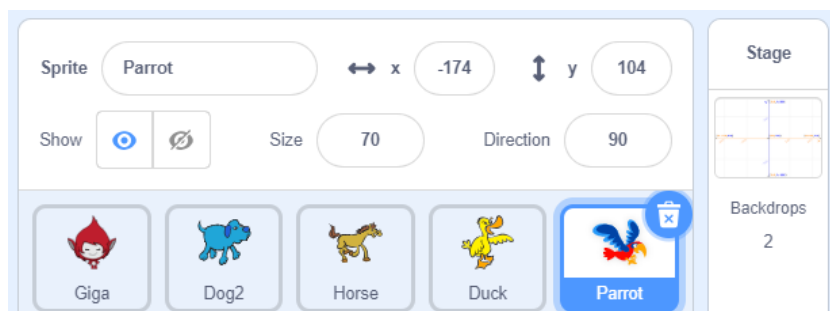 Sprite Parrot x -174 y 104
Show Size 70 Direction 90
Giga Dog2 Horse Duck Parrot
Stage
Backdrops
2